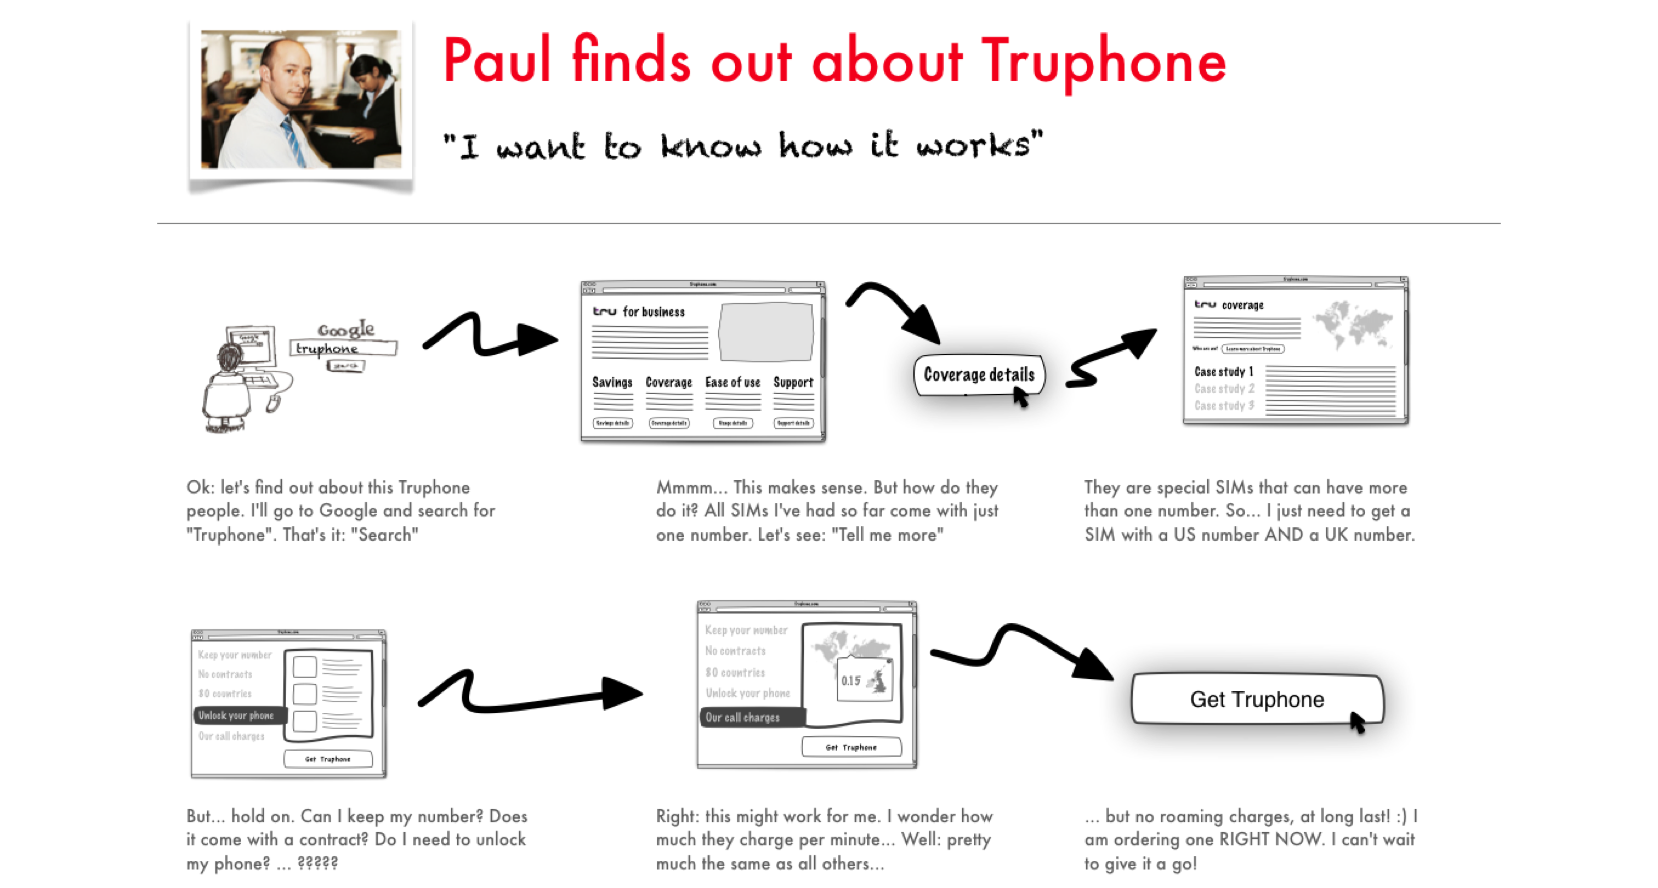 Paul finds out about Truphone
"I want to know how it works"
Google
truphone
search
Truphone.com
tru for business
Savings Coverage Ease of use Support
Savings details Coverage details Usage details Support details
Coverage details
Truphone.com
tru coverage
Who are we? Learn more about Truphone
Case study 1
Case study 2
Case study 3
Ok: let's find out about this Truphone
people. I'll go to Google and search for
"Truphone". That's it: "Search"
Mmmm... This makes sense. But how do they
do it? All SIMs I've had so far come with just
one number. Let's see: "Tell me more"
They are special SIMs that can have more
than one number. So... I just need to get a
SIM with a US number AND a UK number.
Truphone.com
Keep your number
No contracts
80 countries
Unlock your phone
Our call charges
Get Truphone
Truphone.com
Keep your number
No contracts
80 countries
Unlock your phone
Our call charges
0.15
Get Truphone
Get Truphone
But... hold on. Can I keep my number? Does
it come with a contract? Do I need to unlock
my phone? ... ?????
Right: this might work for me. I wonder how
much they charge per minute... Well: pretty
much the same as all others...
... but no roaming charges, at long last! :) I
am ordering one RIGHT NOW. I can't wait
to give it a go!